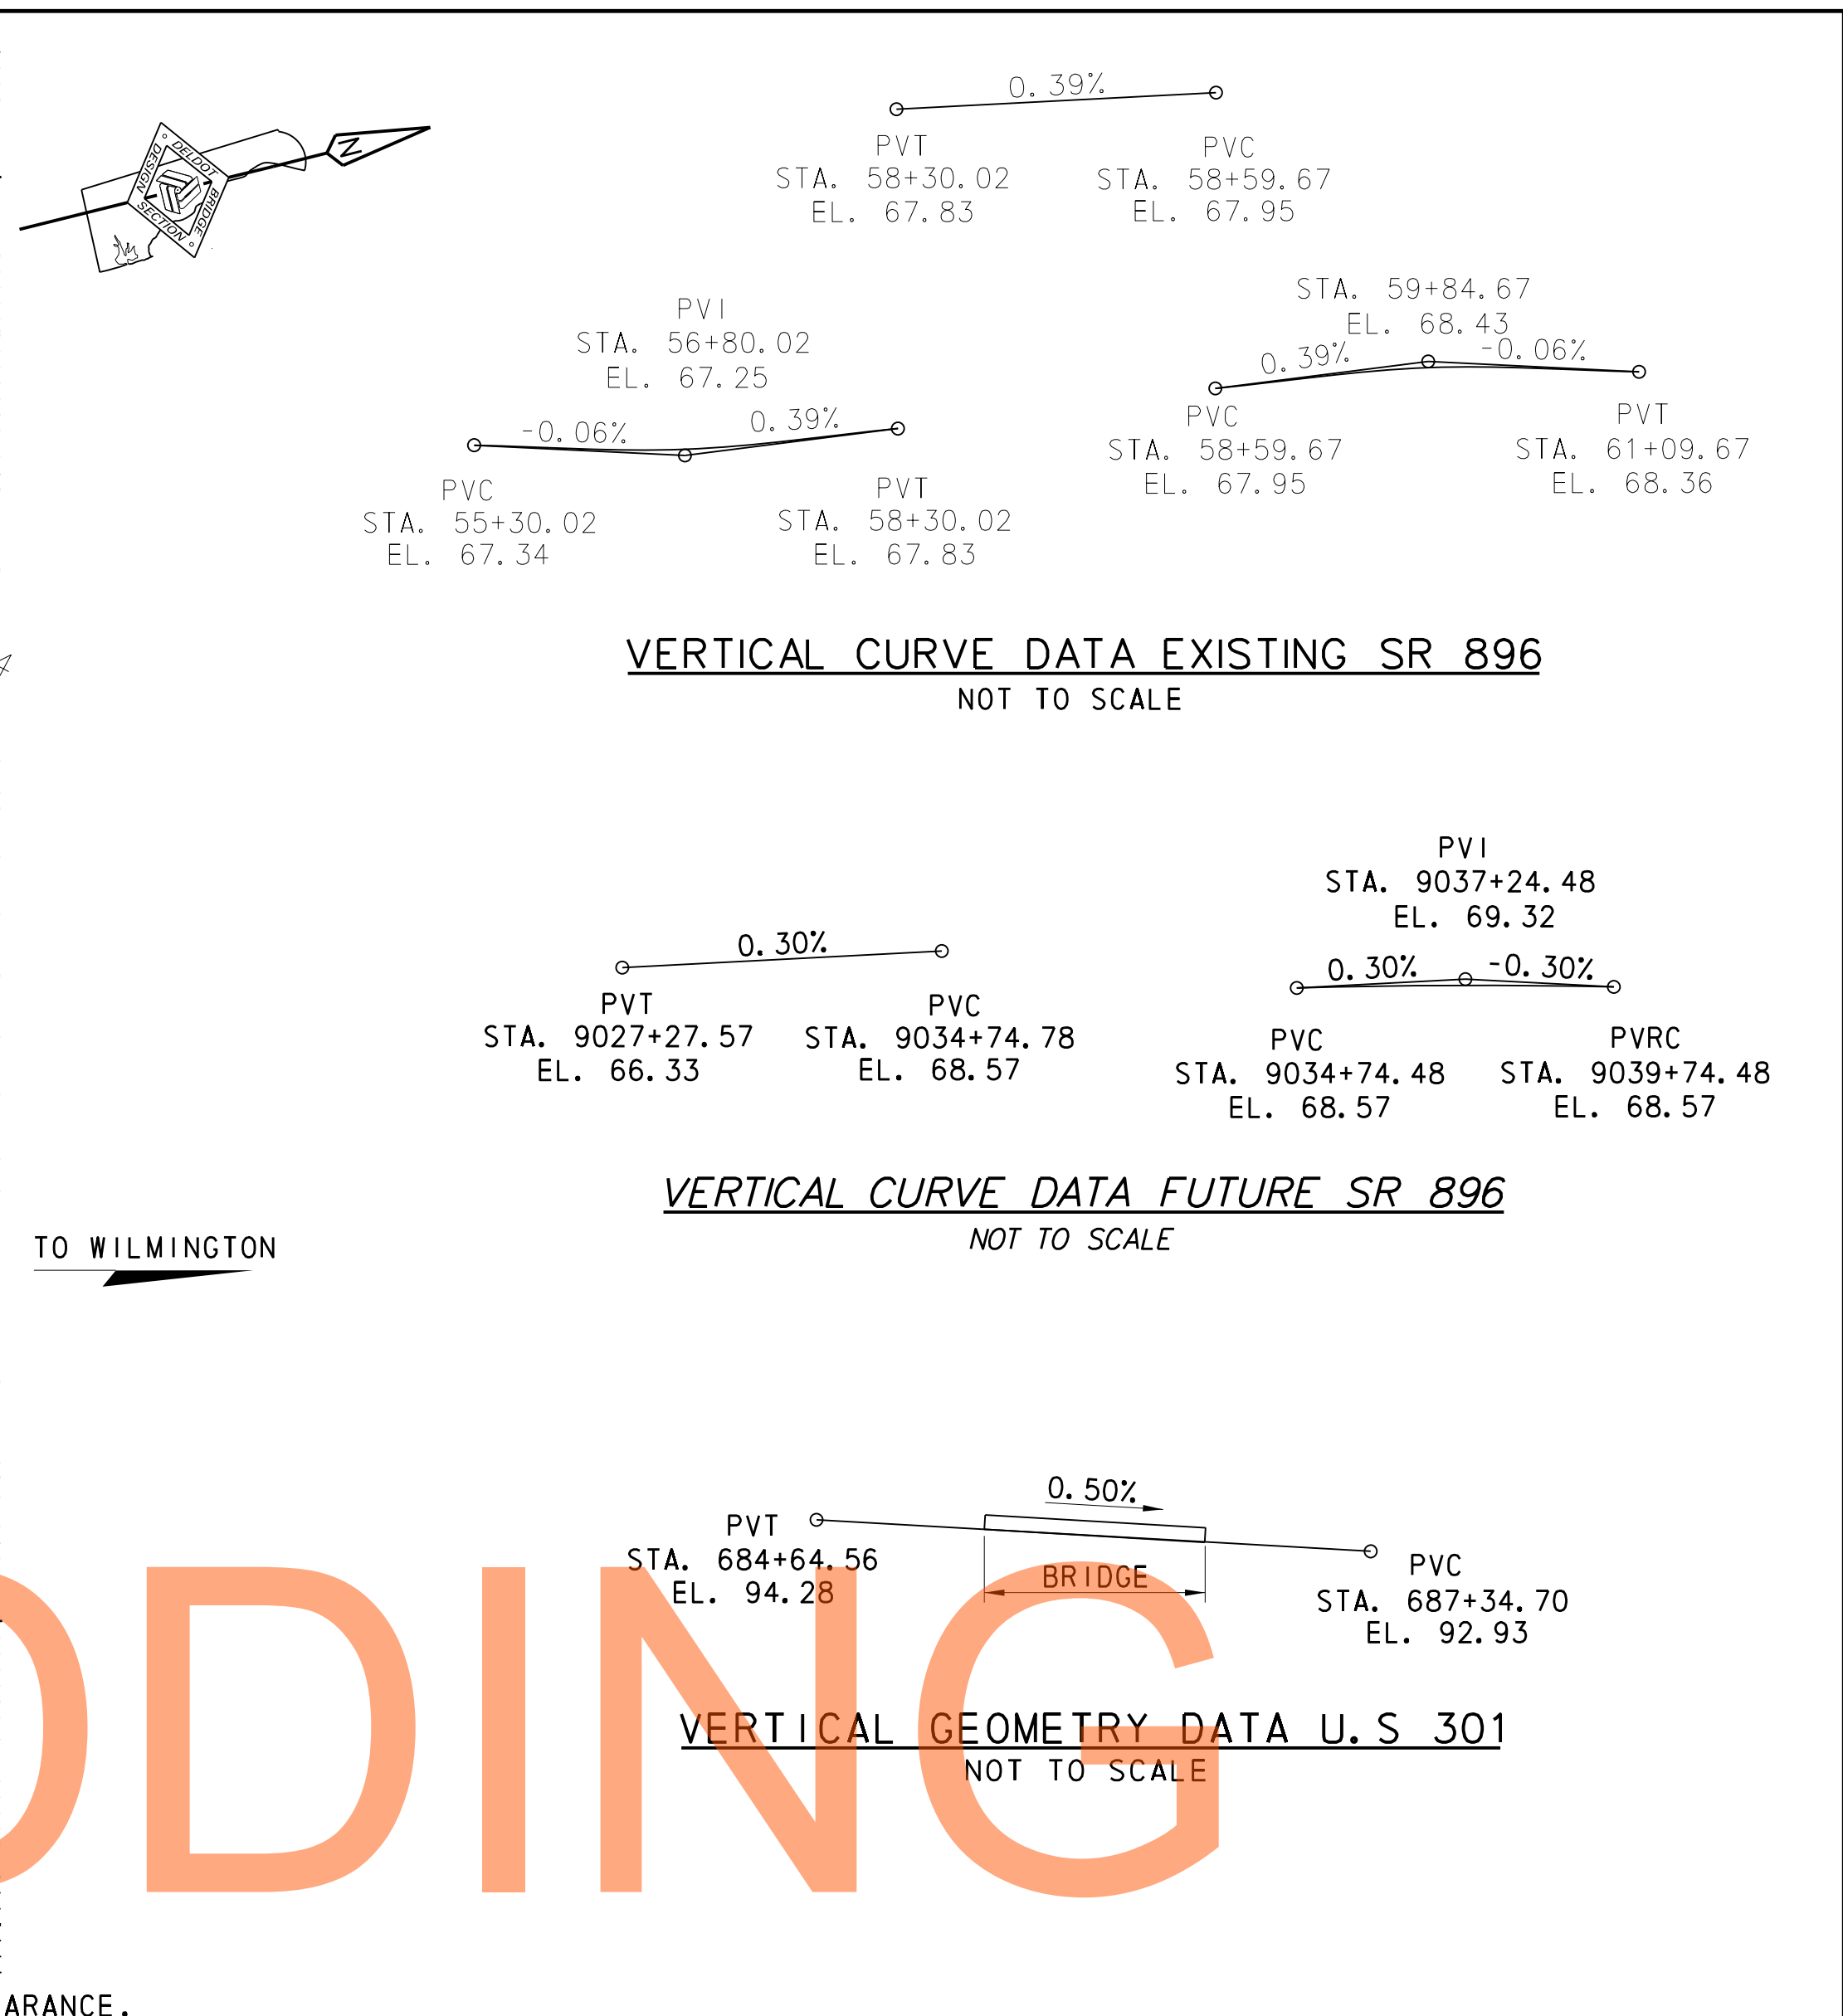 0.39%
PVT
STA. 58+30.02
EL. 67.83
PVC
STA. 58+59.67
EL. 67.95
N
DELDOT
BRIDGE
DESIGN
SECTION
PVI
STA. 56+80.02
EL. 67.25
-0.06%
0.39%
PVC
STA. 55+30.02
EL. 67.34
PVT
STA. 58+30.02
EL. 67.83
STA. 59+84.67
EL. 68.43
0.39%
-0.06%
PVC
STA. 58+59.67
EL. 67.95
PVT
STA. 61+09.67
EL. 68.36
VERTICAL CURVE DATA EXISTING SR 896
NOT TO SCALE
0.30%
PVT
STA. 9027+27.57
EL. 66.33
PVC
STA. 9034+74.78
EL. 68.57
PVI
STA. 9037+24.48
EL. 69.32
0.30%
-0.30%
PVC
STA. 9034+74.48
EL. 68.57
PVRC
STA. 9039+74.48
EL. 68.57
VERTICAL CURVE DATA FUTURE SR 896
NOT TO SCALE
TO WILMINGTON
0.50%
PVT
STA. 684+64.56
EL. 94.28
BRIDGE
PVC
STA. 687+34.70
EL. 92.93
VERTICAL GEOMETRY DATA U.S 301
NOT TO SCALE
DDING
ARANCE.